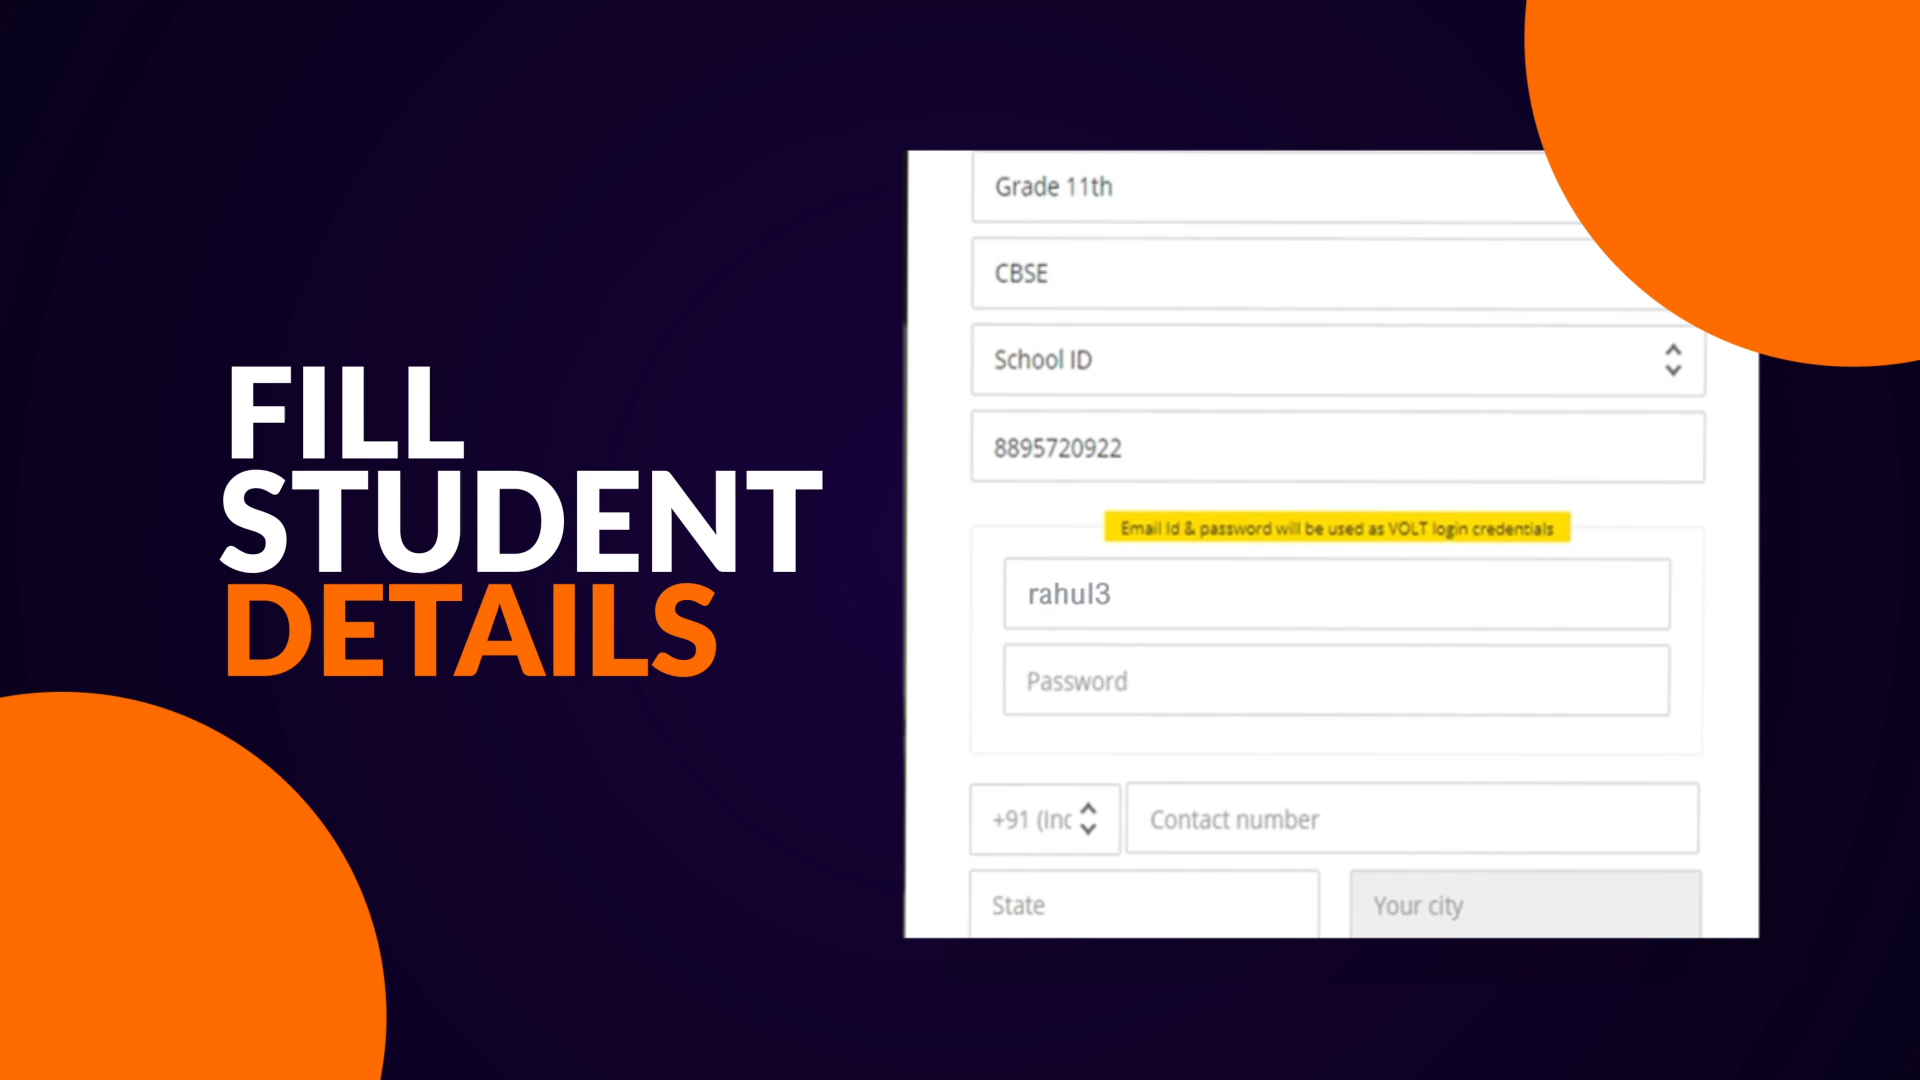 FILL
STUDENT
DETAILS
Grade 11th
CBSE
School ID
8895720922
Email Id & password will be used as VOLT login credentials
rahul3
Password
+91 (Inc
Contact number
State
Your city